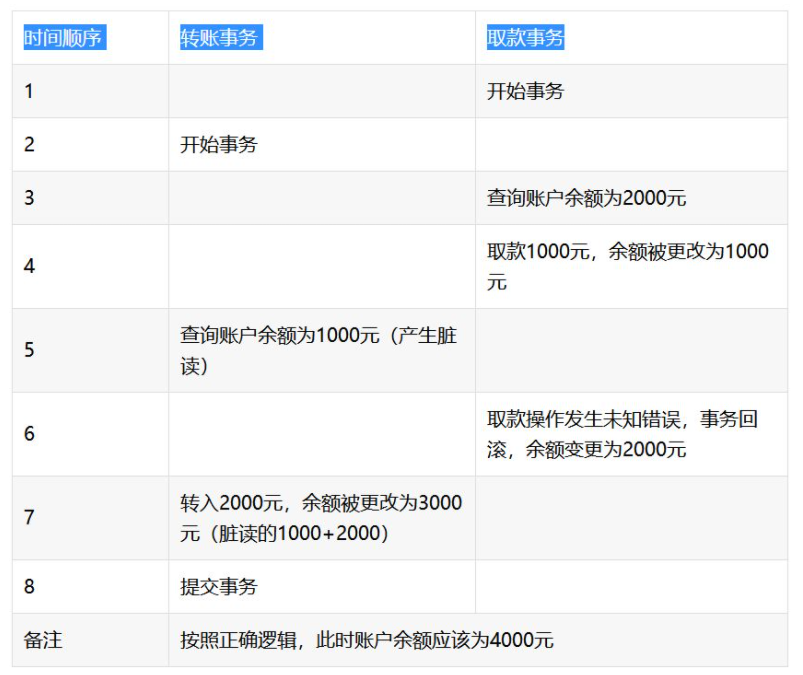 时间顺序 转账事务 取款事务
1 开始事务
2 开始事务
3 查询账户余额为2000元
4 取款1000元，余额被更改为1000
元
5 查询账户余额为1000元（产生脏
读）
6 取款操作发生未知错误，事务回
滚，余额变更为2000元
7 转入2000元，余额被更改为3000
元（脏读的1000+2000）
8 提交事务
备注 按照正确逻辑，此时账户余额应该为4000元